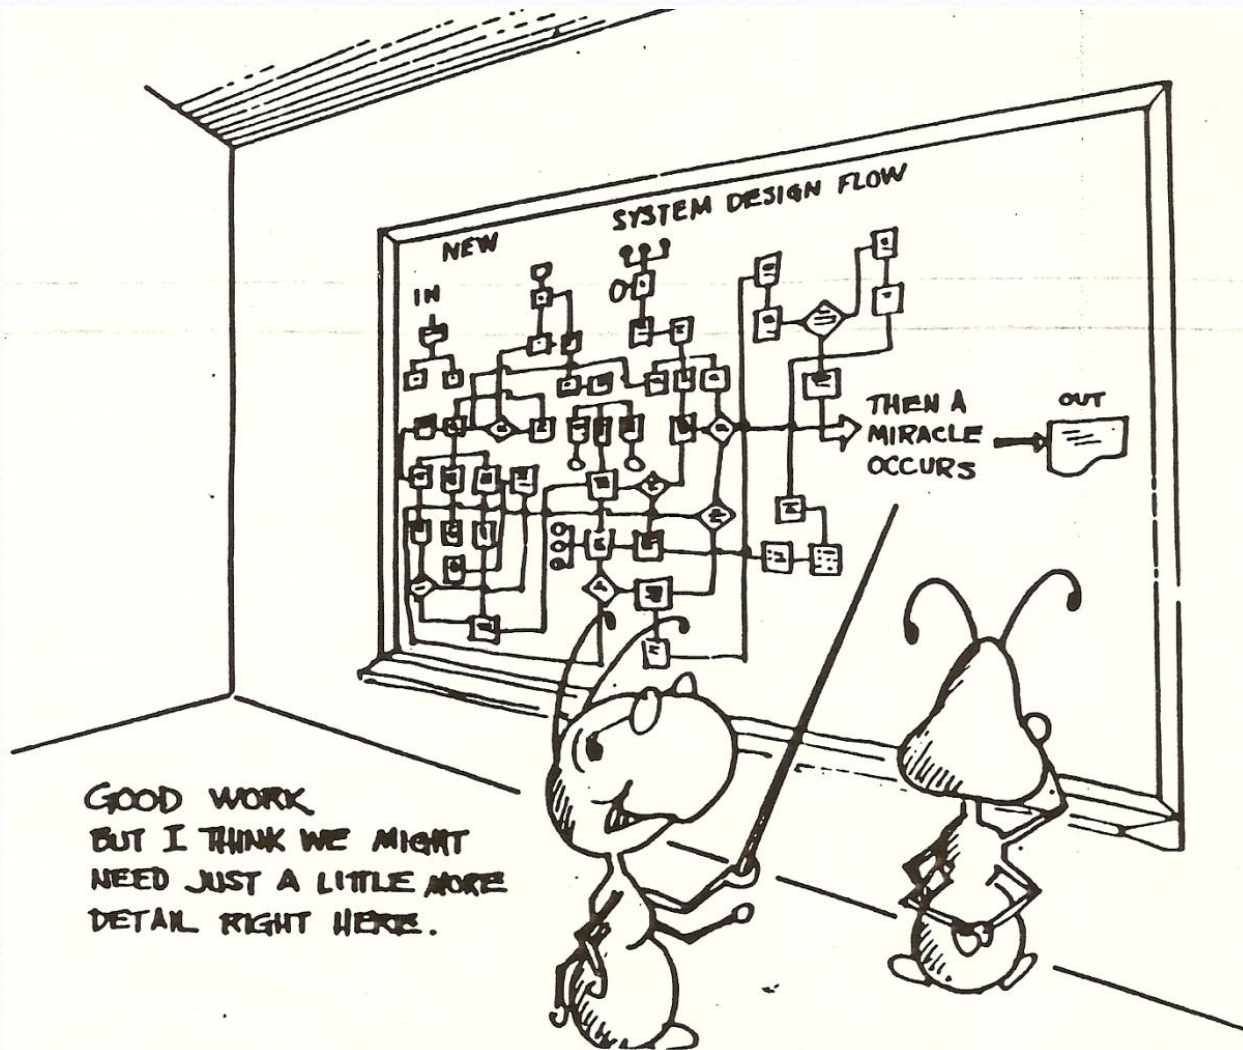 NEW
SYSTEM DESIGN FLOW
IN
THEN A
MIRACLE
OCCURS
OUT
GOOD WORK
BUT I THINK WE MIGHT
NEED JUST A LITTLE MORE
DETAIL RIGHT HERE.